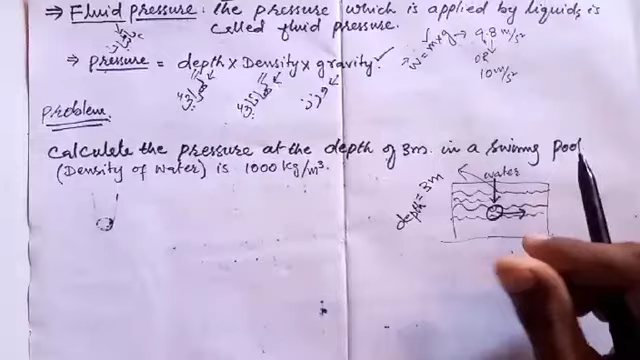 ⇒ Fluid pressure: the pressure which is applied by liquids is
called fluid pressure.
w = m x g → 9.8 m/s²
OR
10 m/s²
⇒ pressure = depth x Density x gravity.
problem
calculate the pressure at the depth of 3m. in a swimng pool
(Density of water) is 1000 kg/m³.
water
depth = 3m